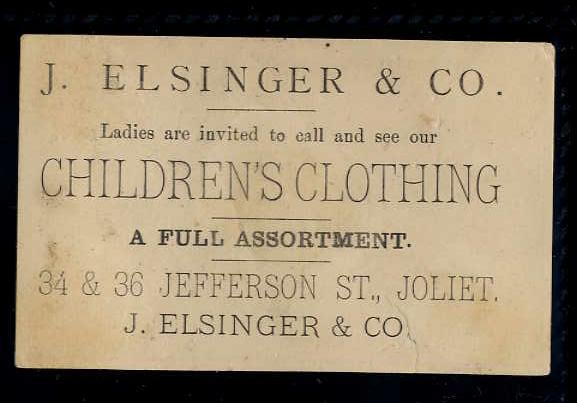 J. ELSINGER & CO.
Ladies are invited to call and see our
CHILDREN'S CLOTHING
A FULL ASSORTMENT.
34 & 36 JEFFERSON ST., JOLIET.
J. ELSINGER & CO.